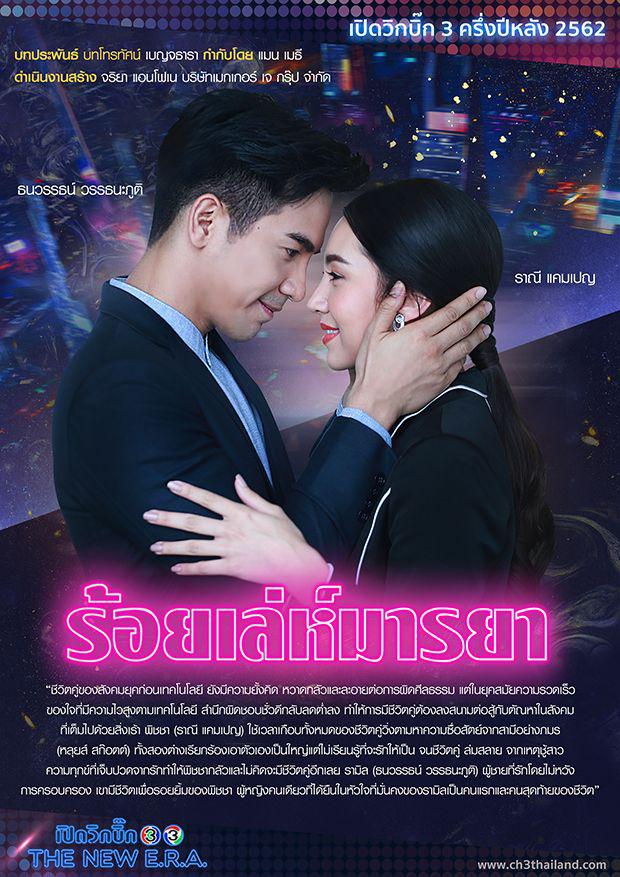 เปิดวิกบิ๊ก 3 ครึ่งปีหลัง 2562
บทประพันธ์ บทโทรทัศน์ เบญจธารา กำกับโดย แมน เมธี
ดำเนินงานสร้าง จริยา แอนโฟเน บริษัทเมกเกอร์ เจ กรุ๊ป จำกัด
ธนวรรธน์ วรรธนะภูติ
ราณี แคมเปญ
ร้อยเล่ห์มารยา
“ชีวิตคู่ของสังคมยุคก่อนเทคโนโลยี ยังมีความยั้งคิด หวาดกลัวและละอายต่อการผิดศีลธรรม แต่ในยุคสมัยความรวดเร็ว
ของใจที่มีความไวสูงตามเทคโนโลยี สำนึกผิดชอบชั่วดีกลับลดต่ำลง ทำให้การมีชีวิตคู่ต้องลงสนามต่อสู้กับตัณหาในสังคม
ที่เต็มไปด้วยสิ่งเร้า พิชชา (ราณี แคมเปญ) ใช้เวลาเกือบทั้งหมดของชีวิตคู่วิ่งตามหาความซื่อสัตย์จากสามีอย่างกมร
(หลุยส์ สก๊อตต์) ทั้งสองต่างเรียกร้องเอาตัวเองเป็นใหญ่แต่ไม่เรียนรู้ที่จะรักให้เป็น จนชีวิตคู่ ล่มสลาย จากเหตุชู้สาว
ความทุกข์ที่เจ็บปวดจากรักทำให้พิชชากลัวและไม่คิดจะมีชีวิตคู่อีกเลย รามิล (ธนวรรธน์ วรรธนะภูติ) ผู้ชายที่รักโดยไม่หวัง
การครอบครอง เขามีชีวิตเพื่อรอยยิ้มของพิชชา ผู้หญิงคนเดียวที่ได้ยืนในหัวใจที่มั่นคงของรามิลเป็นคนแรกและคนสุดท้ายของชีวิต”
เปิดวิกบิ๊ก 3 3
THE NEW E.R.A.
www.ch3thailand.com